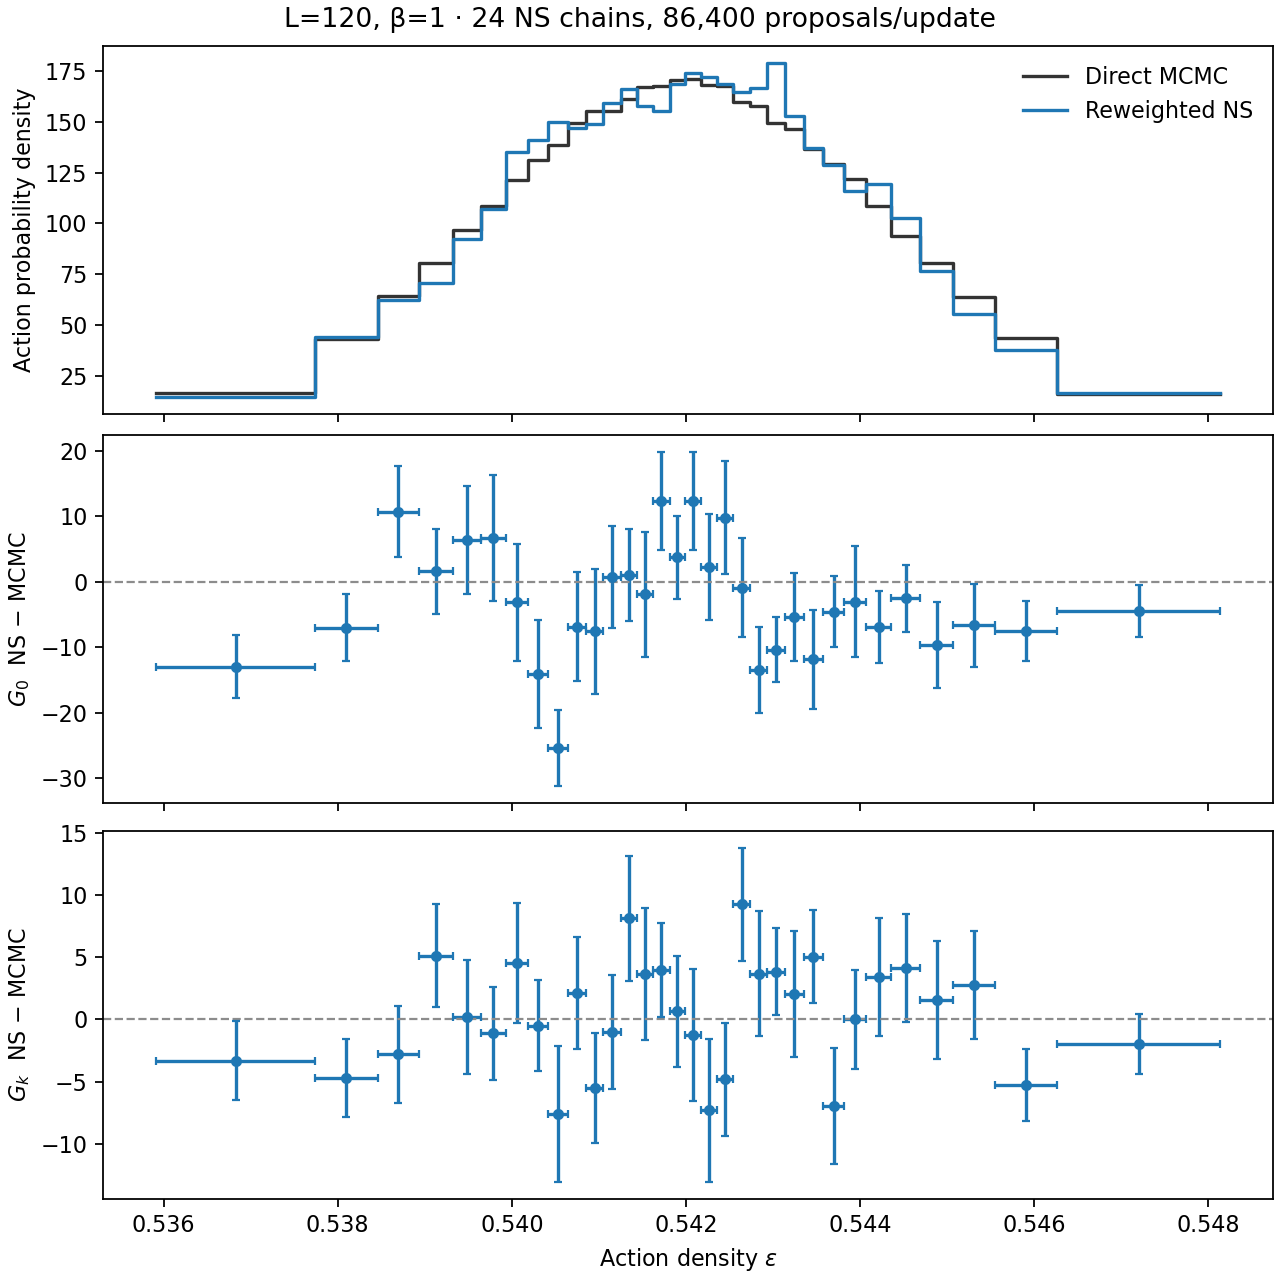 L=120, β=1 · 24 NS chains, 86,400 proposals/update
Action probability density
175
150
125
100
75
50
25
Direct MCMC
Reweighted NS
G₀ NS − MCMC
20
10
0
−10
−20
−30
Gₖ NS − MCMC
15
10
5
0
−5
−10
0.536 0.538 0.540 0.542 0.544 0.546 0.548
Action density ε